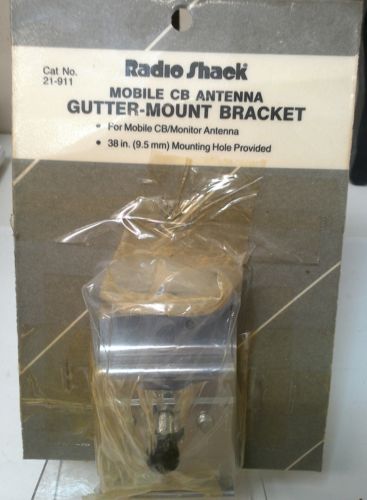 Cat No.
21-911
Radio Shack
MOBILE CB ANTENNA
GUTTER-MOUNT BRACKET
• For Mobile CB/Monitor Antenna
• 38 in. (9.5 mm) Mounting Hole Provided